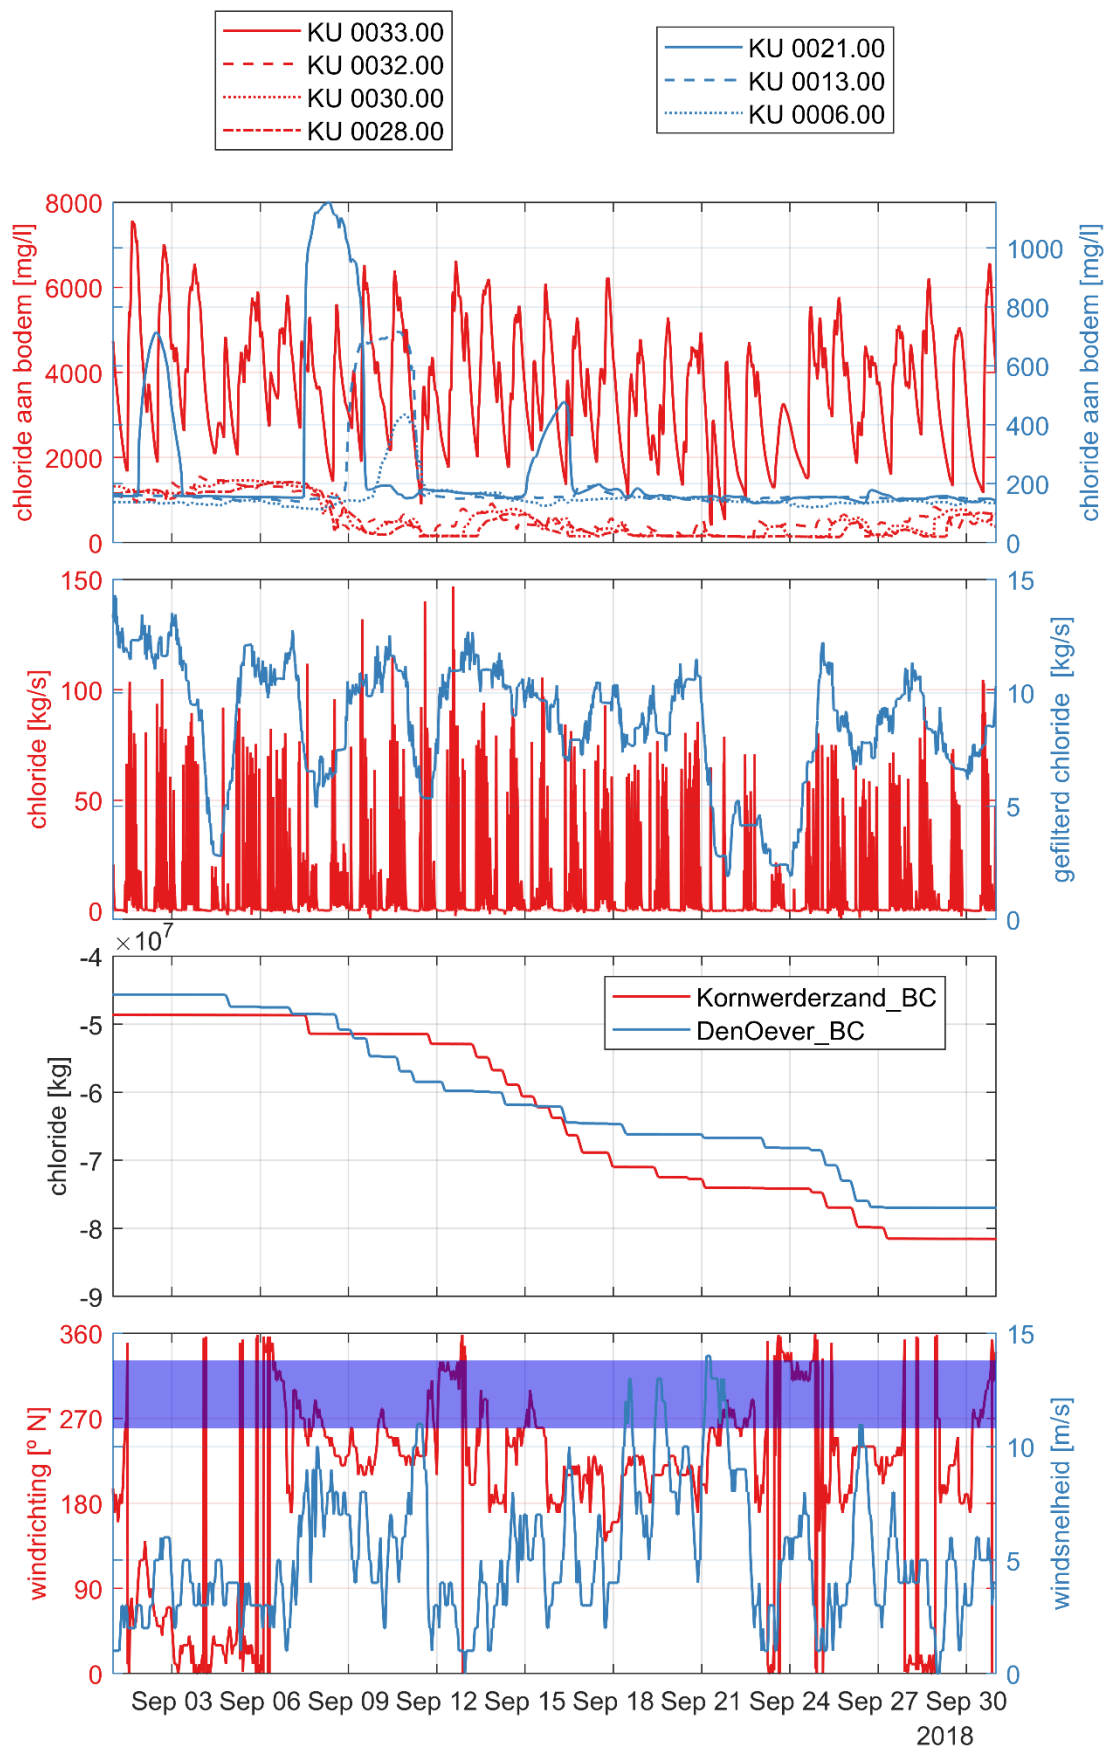 KU 0033.00
KU 0032.00
KU 0030.00
KU 0028.00
KU 0021.00
KU 0013.00
KU 0006.00
chloride aan bodem [mg/l]
8000
6000
4000
2000
0
1000
800
600
400
200
0
chloride aan bodem [mg/l]
chloride [kg/s]
150
100
50
0
15
10
5
0
gefilterd chloride [kg/s]
×10⁷
chloride [kg]
-4
-5
-6
-7
-8
-9
Kornwerderzand_BC
DenOever_BC
windrichting [º N]
360
270
180
90
0
15
10
5
0
windsnelheid [m/s]
Sep 03 Sep 06 Sep 09 Sep 12 Sep 15 Sep 18 Sep 21 Sep 24 Sep 27 Sep 30
2018